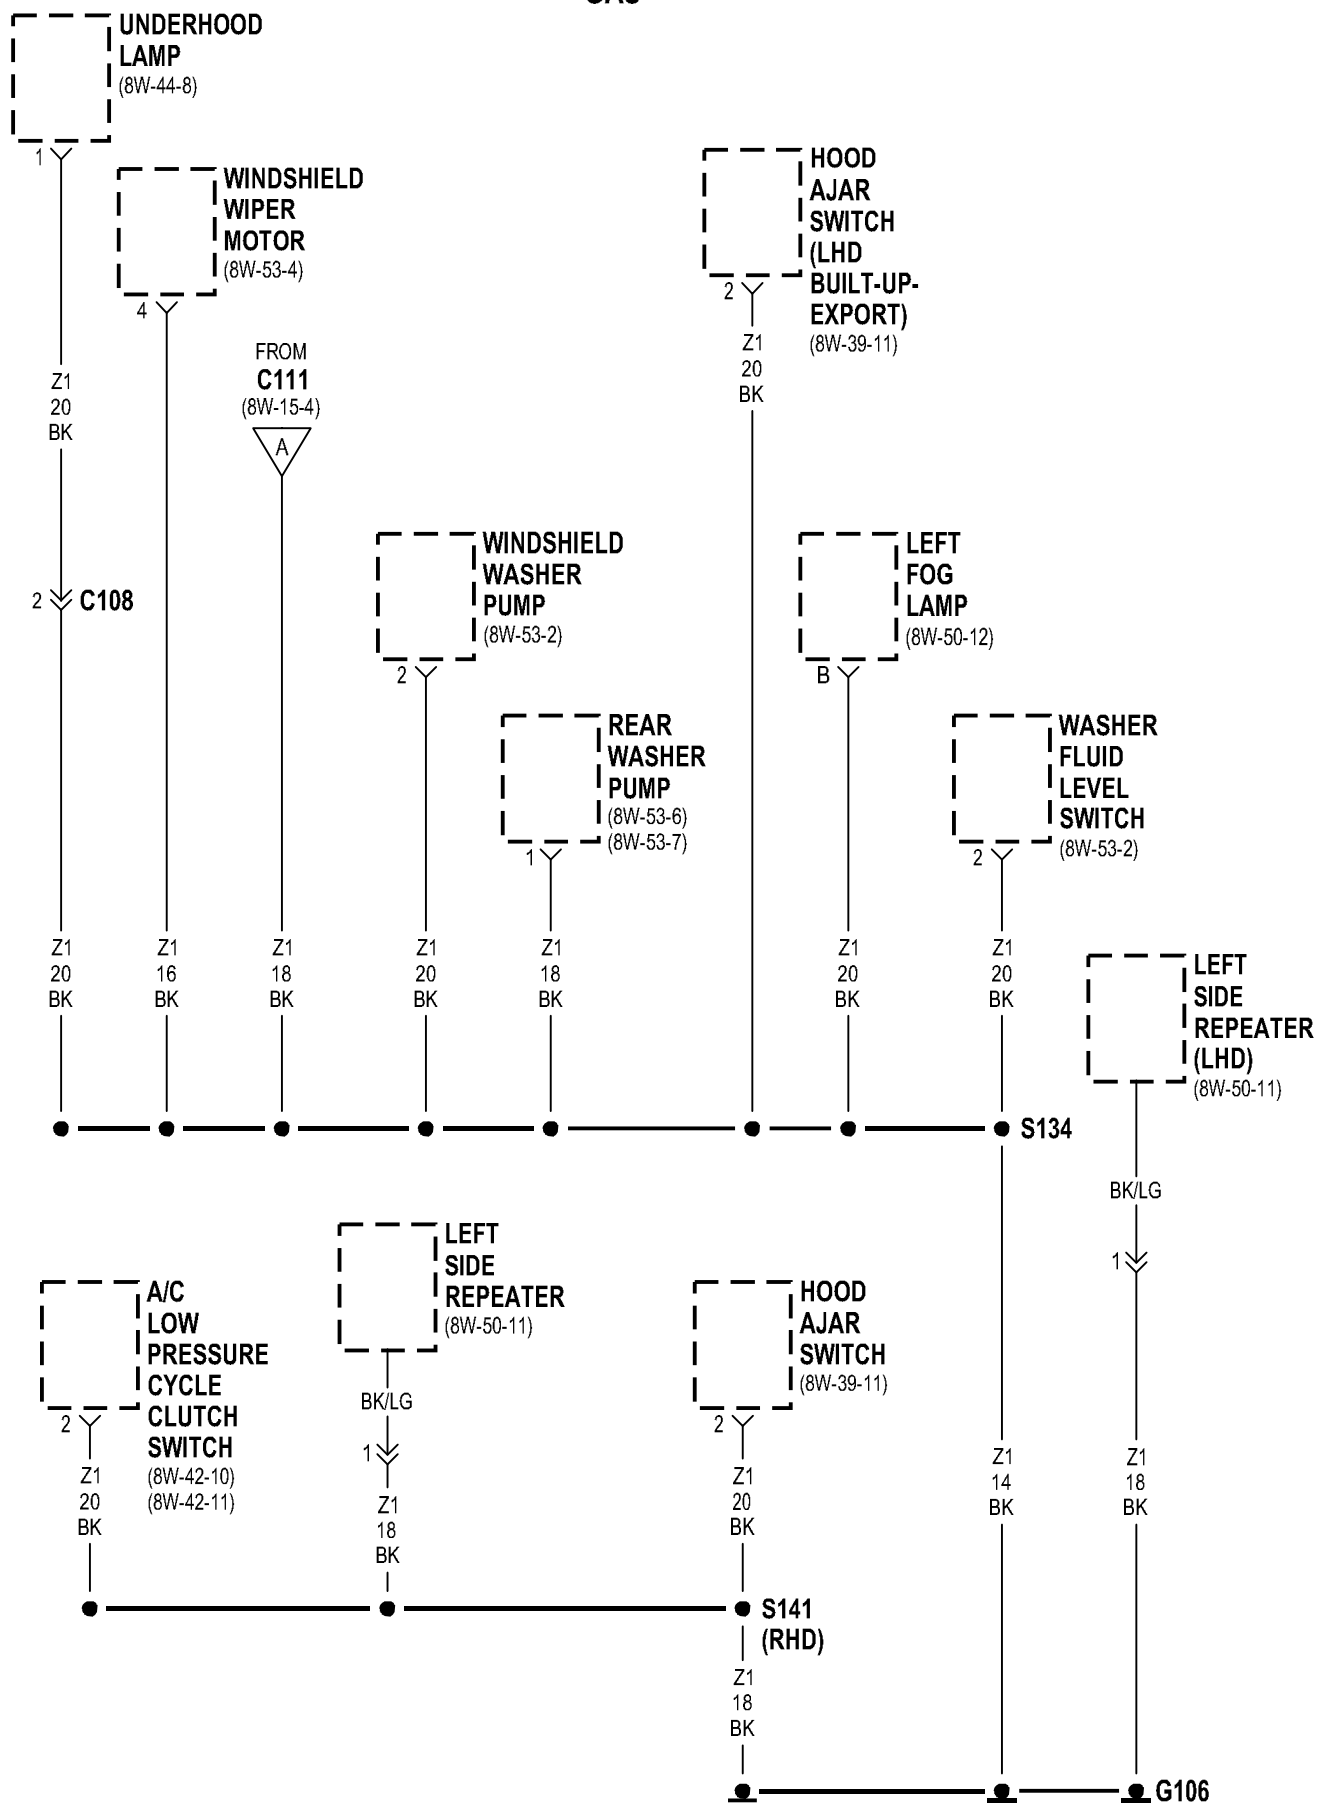 GAS
UNDERHOOD
LAMP
(8W-44-8)
1
WINDSHIELD
WIPER
MOTOR
(8W-53-4)
4
HOOD
AJAR
SWITCH
(LHD
BUILT-UP-
EXPORT)
(8W-39-11)
2
Z1
20
BK
FROM
C111
(8W-15-4)
A
Z1
20
BK
2
C108
WINDSHIELD
WASHER
PUMP
(8W-53-2)
2
LEFT
FOG
LAMP
(8W-50-12)
B
REAR
WASHER
PUMP
(8W-53-6)
(8W-53-7)
1
WASHER
FLUID
LEVEL
SWITCH
(8W-53-2)
2
Z1
20
BK
Z1
16
BK
Z1
18
BK
Z1
20
BK
Z1
18
BK
Z1
20
BK
Z1
20
BK
LEFT
SIDE
REPEATER
(LHD)
(8W-50-11)
S134
BK/LG
1
A/C
LOW
PRESSURE
CYCLE
CLUTCH
SWITCH
(8W-42-10)
(8W-42-11)
2
Z1
20
BK
LEFT
SIDE
REPEATER
(8W-50-11)
BK/LG
1
Z1
18
BK
HOOD
AJAR
SWITCH
(8W-39-11)
2
Z1
20
BK
Z1
14
BK
Z1
18
BK
S141
(RHD)
Z1
18
BK
G106